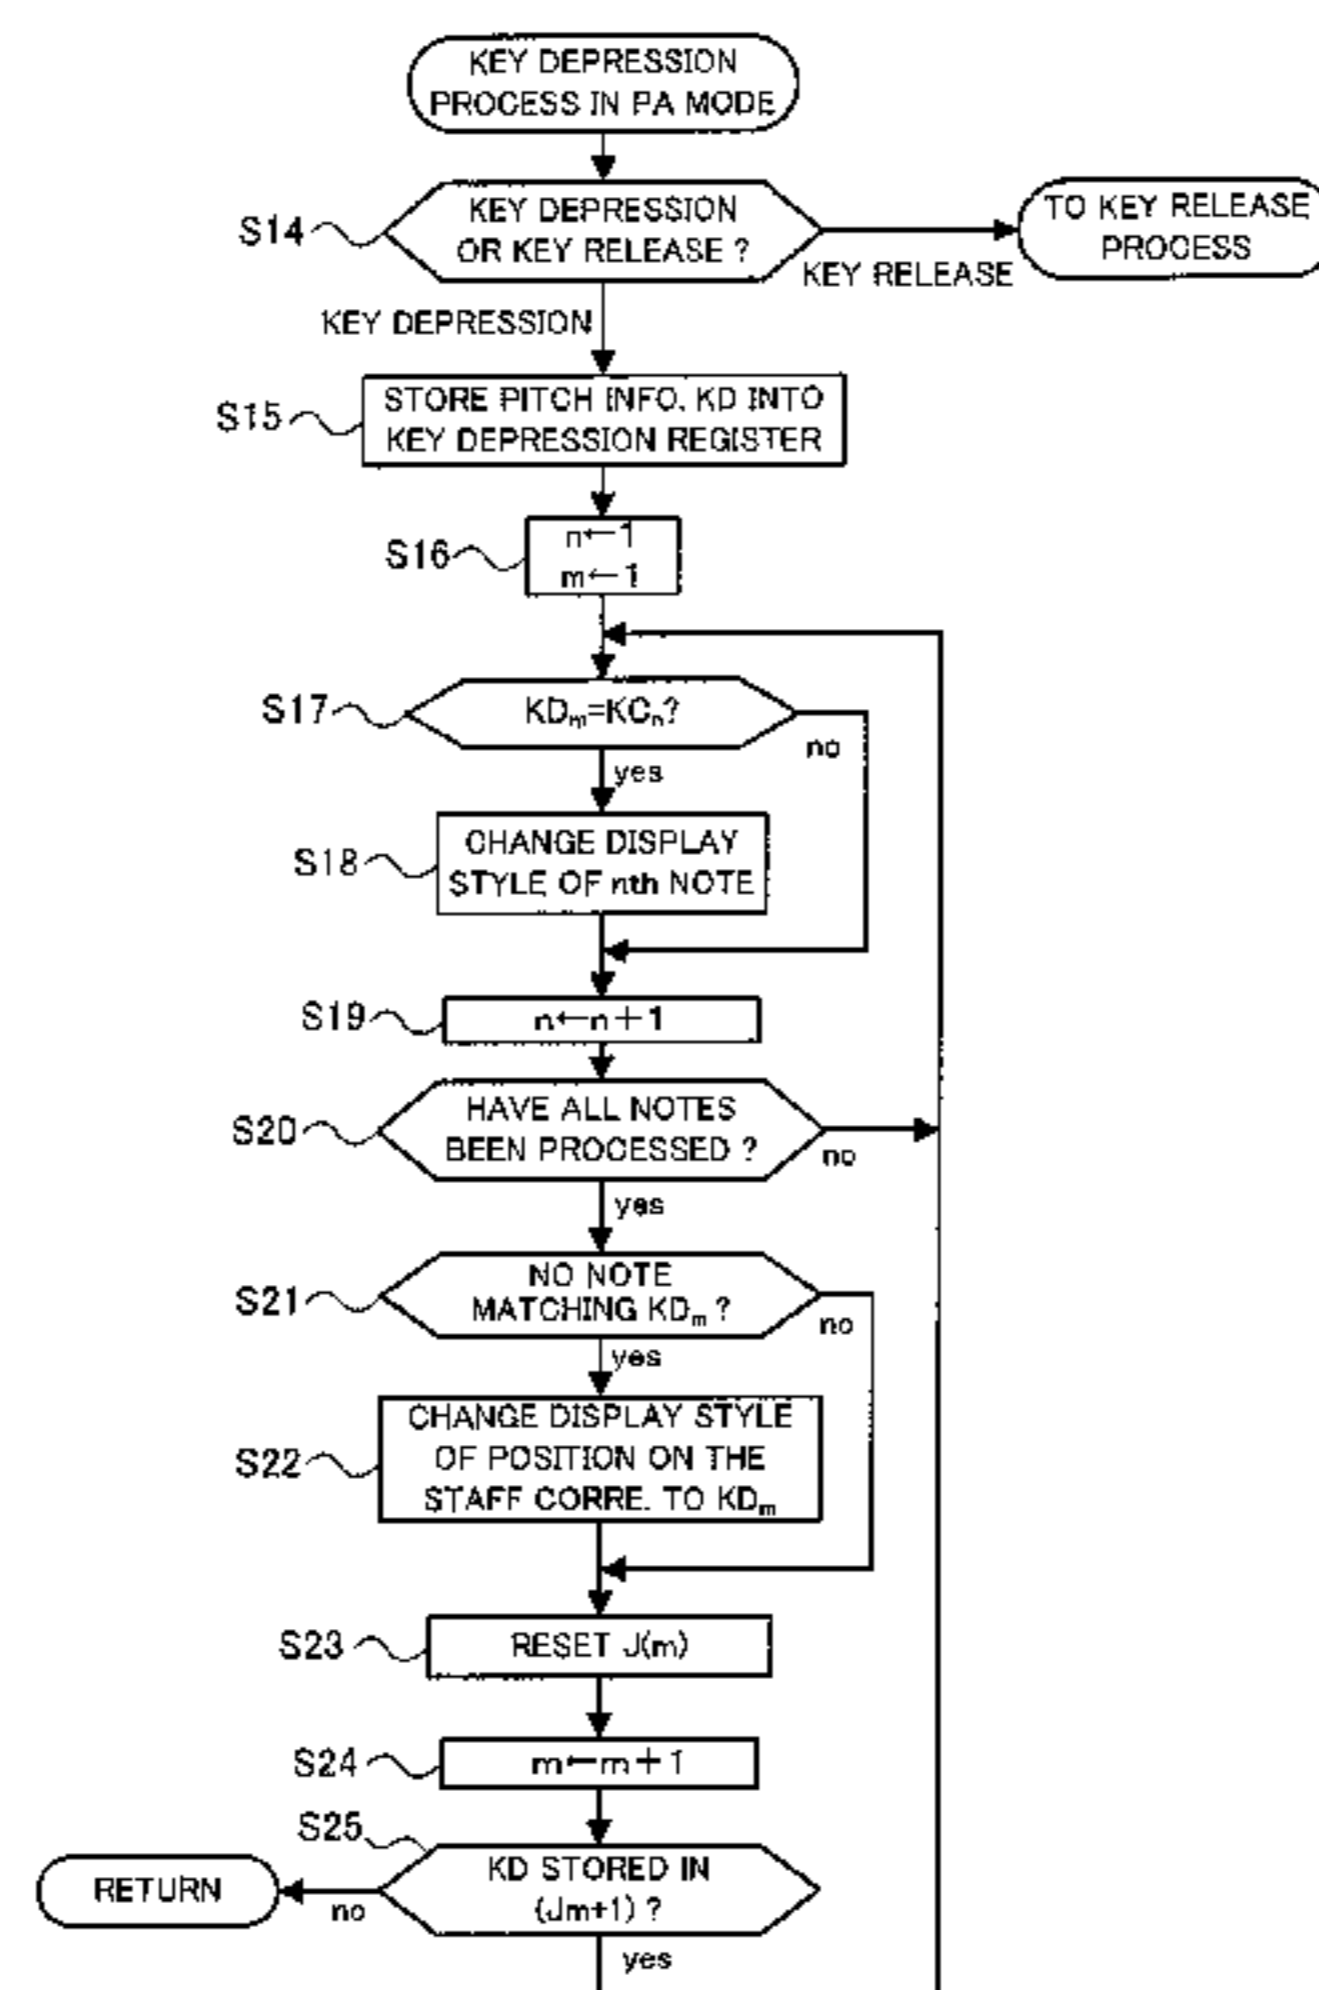 KEY DEPRESSION
PROCESS IN PA MODE
S14
KEY DEPRESSION
OR KEY RELEASE ?
KEY RELEASE
TO KEY RELEASE
PROCESS
KEY DEPRESSION
S15
STORE PITCH INFO. KD INTO
KEY DEPRESSION REGISTER
S16
n←1
m←1
S17
KDm=KCn?
no
yes
S18
CHANGE DISPLAY
STYLE OF nth NOTE
S19
n←n+1
S20
HAVE ALL NOTES
BEEN PROCESSED ?
no
yes
S21
NO NOTE
MATCHING KDm ?
no
yes
S22
CHANGE DISPLAY STYLE
OF POSITION ON THE
STAFF CORRE. TO KDm
S23
RESET J(m)
S24
m←m+1
S25
KD STORED IN
(Jm+1) ?
RETURN
no
yes